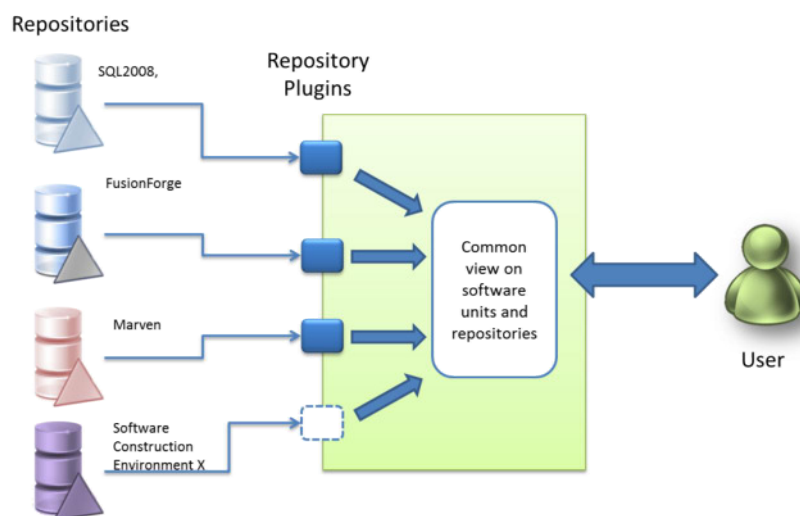 Repositories
SQL2008,
Repository
Plugins
FusionForge
Marven
Software
Construction
Environment X
Common
view on
software
units and
repositories
User